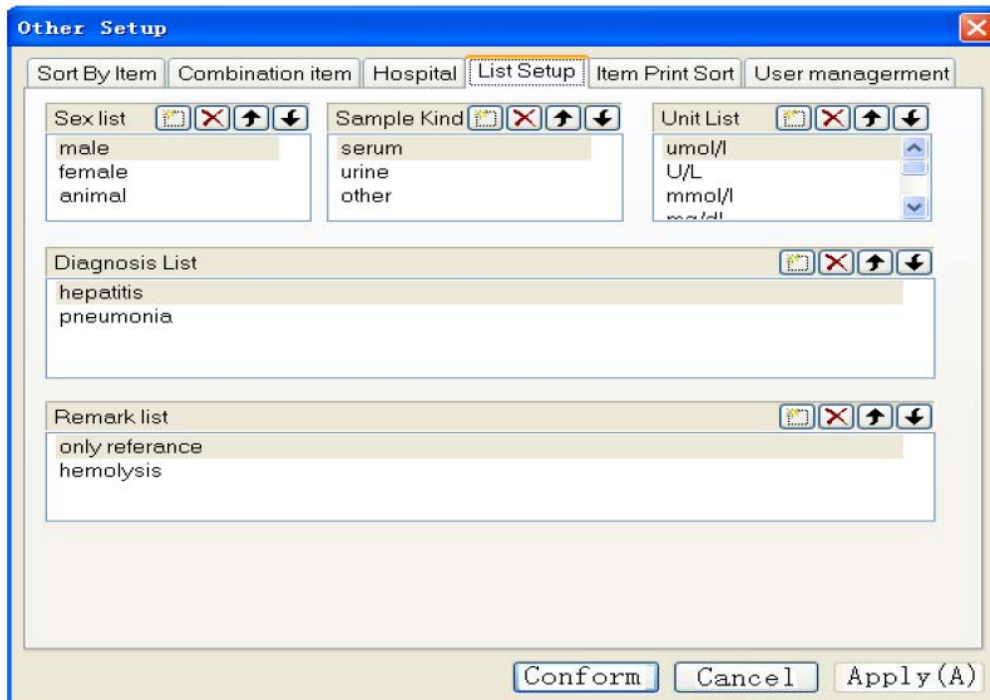 Other Setup
Sort By Item Combination item Hospital List Setup Item Print Sort User managerment
Sex list
male
female
animal
Sample Kind
serum
urine
other
Unit List
umol/l
U/L
mmol/l
Diagnosis List
hepatitis
pneumonia
Remark list
only referance
hemolysis
Conform Cancel Apply(A)